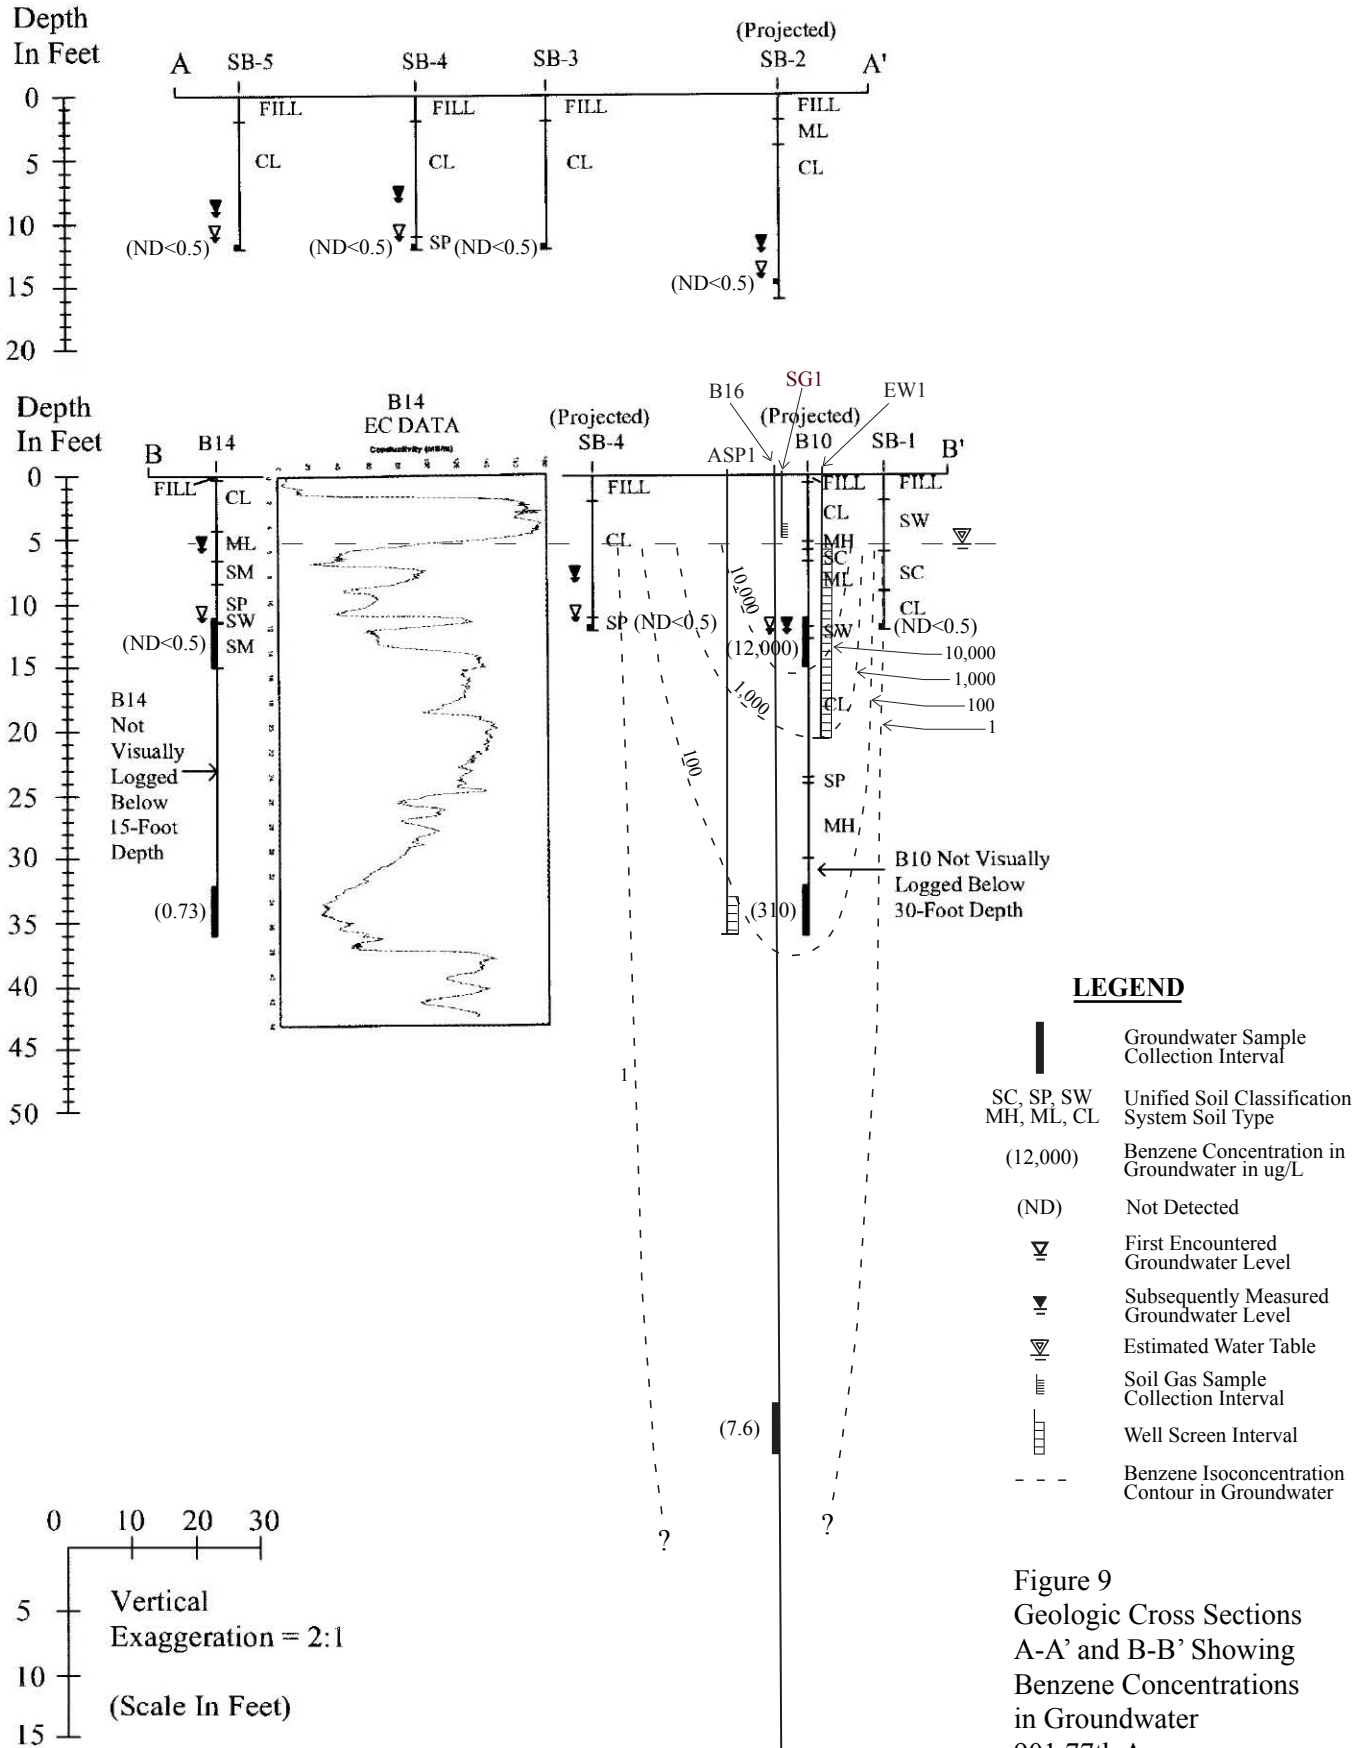 Depth
In Feet
(Projected)
A SB-5 SB-4 SB-3 SB-2 A'
0
FILL FILL FILL FILL
ML
5 CL CL CL CL
10
(ND<0.5) (ND<0.5) SP (ND<0.5)
15 (ND<0.5)
20
Depth
In Feet
B B14
B14
EC DATA
Conductivity (mS/m)
(Projected)
SB-4
ASP1
B16
SG1
(Projected)
B10
EW1
SB-1
B'
0
5
10
15
20
25
30
35
40
45
50
FILL
CL
ML
SM
SP
SW
(ND<0.5) SM
B14
Not
Visually
Logged
Below
15-Foot
Depth
(0.73)
FILL
CL
SP (ND<0.5)
FILL
CL
MH
SC
ML
SW
(12,000)
CL
SP
MH
(310)
FILL
SW
SC
CL
(ND<0.5)
10,000
1,000
100
1
10,000
1,000
100
1
B10 Not Visually
Logged Below
30-Foot Depth
(7.6)
?
?
LEGEND
Groundwater Sample
Collection Interval
SC, SP, SW Unified Soil Classification
MH, ML, CL System Soil Type
(12,000) Benzene Concentration in
Groundwater in ug/L
(ND) Not Detected
First Encountered
Groundwater Level
Subsequently Measured
Groundwater Level
Estimated Water Table
Soil Gas Sample
Collection Interval
Well Screen Interval
Benzene Isoconcentration
Contour in Groundwater
0 10 20 30
5
10
15
Vertical
Exaggeration = 2:1
(Scale In Feet)
Figure 9
Geologic Cross Sections
A-A' and B-B' Showing
Benzene Concentrations
in Groundwater